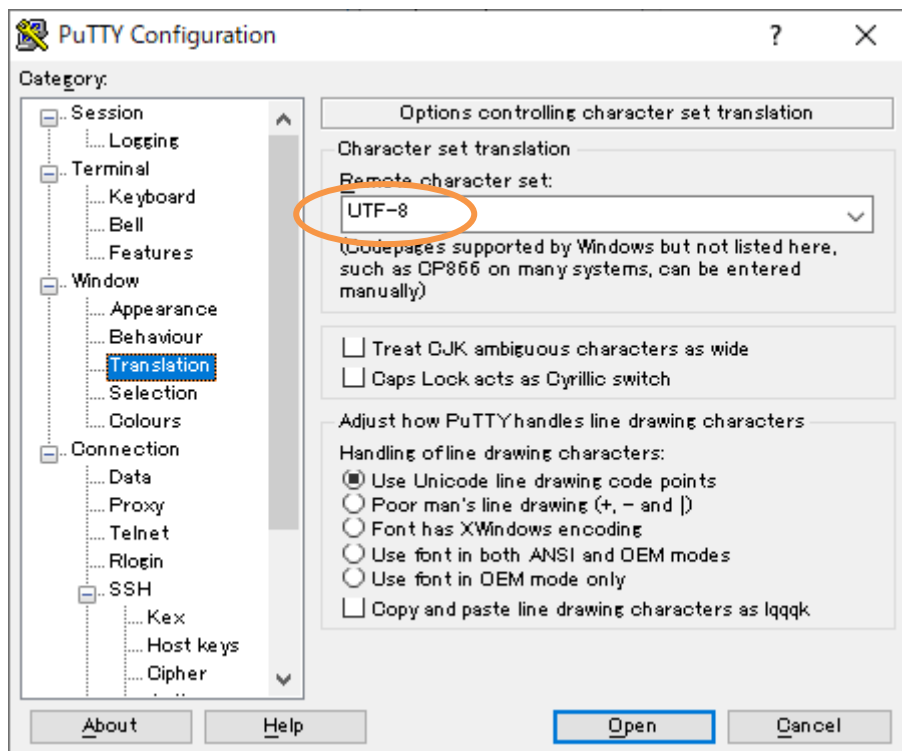 PuTTY Configuration
?
Category:
Session
Logging
Terminal
Keyboard
Bell
Features
Window
Appearance
Behaviour
Translation
Selection
Colours
Connection
Data
Proxy
Telnet
Rlogin
SSH
Kex
Host keys
Cipher
Options controlling character set translation
Character set translation
Remote character set:
UTF-8
(Codepages supported by Windows but not listed here,
such as CP866 on many systems, can be entered
manually)
Treat CJK ambiguous characters as wide
Caps Lock acts as Cyrillic switch
Adjust how PuTTY handles line drawing characters
Handling of line drawing characters:
Use Unicode line drawing code points
Poor man's line drawing (+, - and |)
Font has XWindows encoding
Use font in both ANSI and OEM modes
Use font in OEM mode only
Copy and paste line drawing characters as lqqqk
About
Help
Open
Cancel